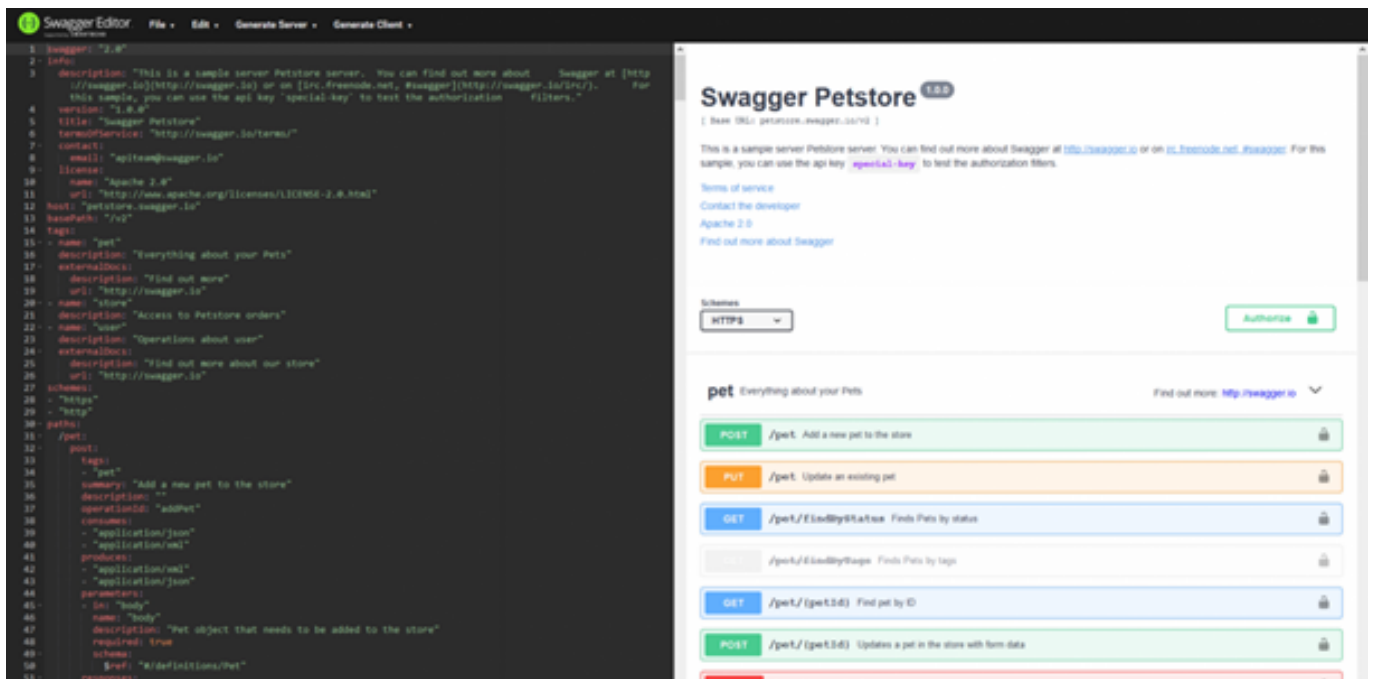 Swagger Editor
File Edit Generate Server Generate Client
1 swagger: "2.0"
2 info:
3 description: "This is a sample server Petstore server. You can find out more about Swagger at [http
://swagger.io](http://swagger.io) or on [irc.freenode.net, #swagger](http://swagger.io/irc/). For
this sample, you can use the api key `special-key` to test the authorization filters."
4 version: "1.0.0"
5 title: "Swagger Petstore"
6 termsOfService: "http://swagger.io/terms/"
7 contact:
8 email: "apiteam@swagger.io"
9 license:
10 name: "Apache 2.0"
11 url: "http://www.apache.org/licenses/LICENSE-2.0.html"
12 host: "petstore.swagger.io"
13 basePath: "/v2"
14 tags:
15 - name: "pet"
16 description: "Everything about your Pets"
17 externalDocs:
18 description: "Find out more"
19 url: "http://swagger.io"
20 - name: "store"
21 description: "Access to Petstore orders"
22 - name: "user"
23 description: "Operations about user"
24 externalDocs:
25 description: "Find out more about our store"
26 url: "http://swagger.io"
27 schemes:
28 - "https"
29 - "http"
30 paths:
31 /pet:
32 post:
33 tags:
34 - "pet"
35 summary: "Add a new pet to the store"
36 description: ""
37 operationId: "addPet"
38 consumes:
39 - "application/json"
40 - "application/xml"
41 produces:
42 - "application/xml"
43 - "application/json"
44 parameters:
45 - in: "body"
46 name: "body"
47 description: "Pet object that needs to be added to the store"
48 required: true
49 schema:
50 $ref: "#/definitions/Pet"
51 responses:
Swagger Petstore 1.0.0
[ Base URL: petstore.swagger.io/v2 ]
This is a sample server Petstore server. You can find out more about Swagger at http://swagger.io or on irc.freenode.net, #swagger. For this
sample, you can use the api key special-key to test the authorization filters.
Terms of service
Contact the developer
Apache 2.0
Find out more about Swagger
Schemes
HTTPS
Authorize
pet Everything about your Pets Find out more: http://swagger.io
POST /pet Add a new pet to the store
PUT /pet Update an existing pet
GET /pet/findByStatus Finds Pets by status
/pet/findByTags Finds Pets by tags
GET /pet/{petId} Find pet by ID
POST /pet/{petId} Updates a pet in the store with form data